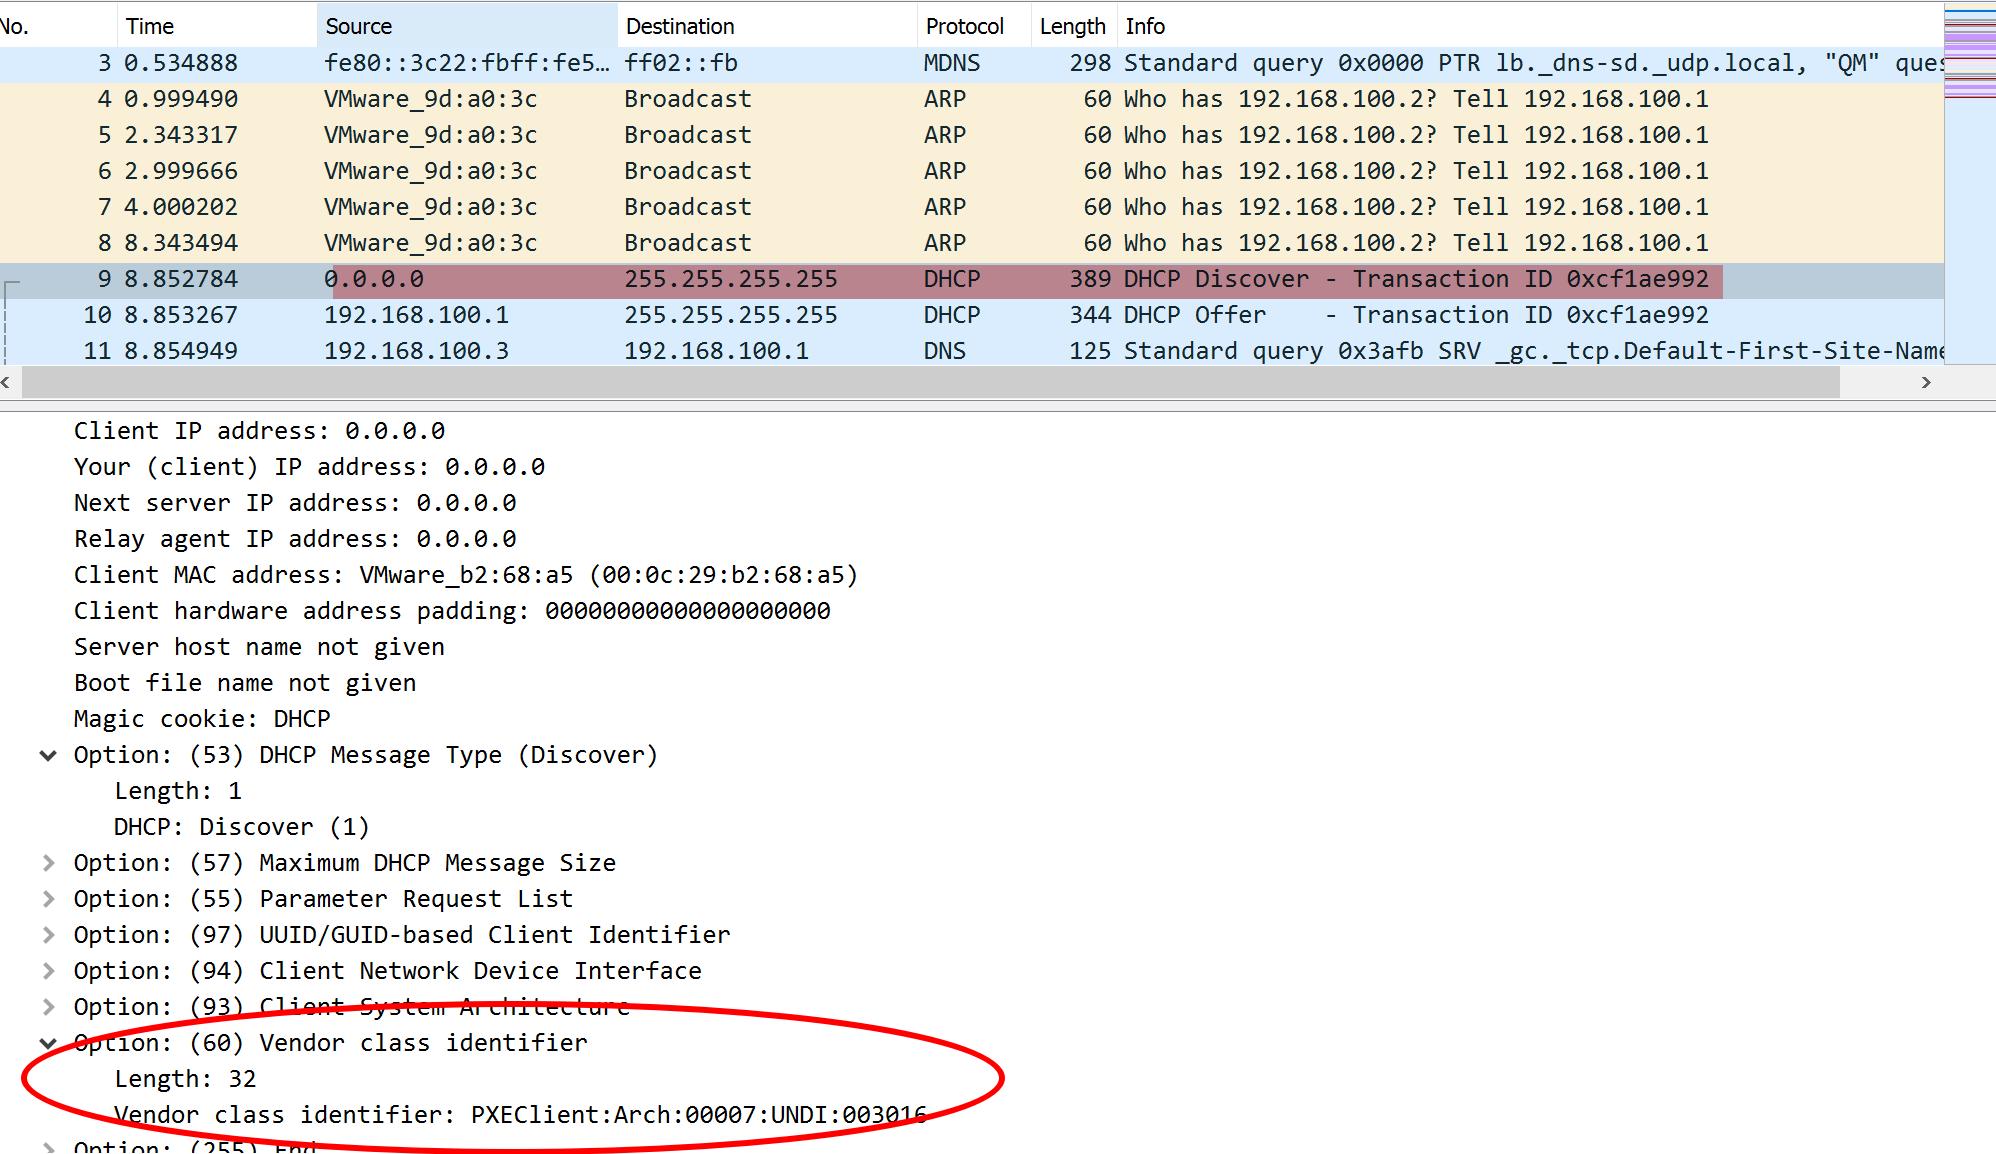 No. Time Source Destination Protocol Length Info
3 0.534888 fe80::3c22:fbff:fe5… ff02::fb MDNS 298 Standard query 0x0000 PTR lb._dns-sd._udp.local, "QM" ques
4 0.999490 VMware_9d:a0:3c Broadcast ARP 60 Who has 192.168.100.2? Tell 192.168.100.1
5 2.343317 VMware_9d:a0:3c Broadcast ARP 60 Who has 192.168.100.2? Tell 192.168.100.1
6 2.999666 VMware_9d:a0:3c Broadcast ARP 60 Who has 192.168.100.2? Tell 192.168.100.1
7 4.000202 VMware_9d:a0:3c Broadcast ARP 60 Who has 192.168.100.2? Tell 192.168.100.1
8 8.343494 VMware_9d:a0:3c Broadcast ARP 60 Who has 192.168.100.2? Tell 192.168.100.1
9 8.852784 0.0.0.0 255.255.255.255 DHCP 389 DHCP Discover - Transaction ID 0xcf1ae992
10 8.853267 192.168.100.1 255.255.255.255 DHCP 344 DHCP Offer - Transaction ID 0xcf1ae992
11 8.854949 192.168.100.3 192.168.100.1 DNS 125 Standard query 0x3afb SRV _gc._tcp.Default-First-Site-Name
Client IP address: 0.0.0.0
Your (client) IP address: 0.0.0.0
Next server IP address: 0.0.0.0
Relay agent IP address: 0.0.0.0
Client MAC address: VMware_b2:68:a5 (00:0c:29:b2:68:a5)
Client hardware address padding: 00000000000000000000
Server host name not given
Boot file name not given
Magic cookie: DHCP
Option: (53) DHCP Message Type (Discover)
Length: 1
DHCP: Discover (1)
Option: (57) Maximum DHCP Message Size
Option: (55) Parameter Request List
Option: (97) UUID/GUID-based Client Identifier
Option: (94) Client Network Device Interface
Option: (93) Client System Architecture
Option: (60) Vendor class identifier
Length: 32
Vendor class identifier: PXEClient:Arch:00007:UNDI:003016
Option: (255) End